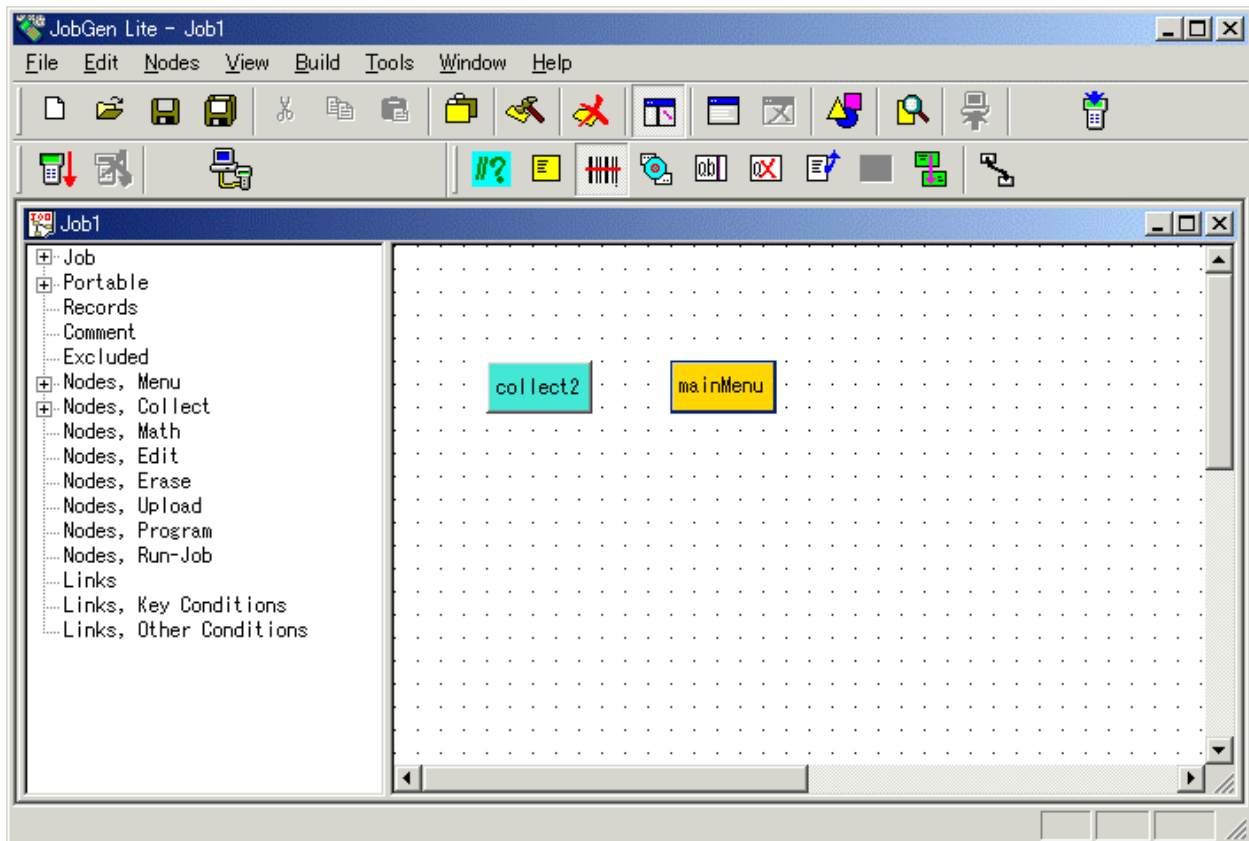 JobGen Lite - Job1
File Edit Nodes View Build Tools Window Help
//?
ab
Job1
Job
Portable
Records
Comment
Excluded
Nodes, Menu
Nodes, Collect
Nodes, Math
Nodes, Edit
Nodes, Erase
Nodes, Upload
Nodes, Program
Nodes, Run-Job
Links
Links, Key Conditions
Links, Other Conditions
collect2 mainMenu